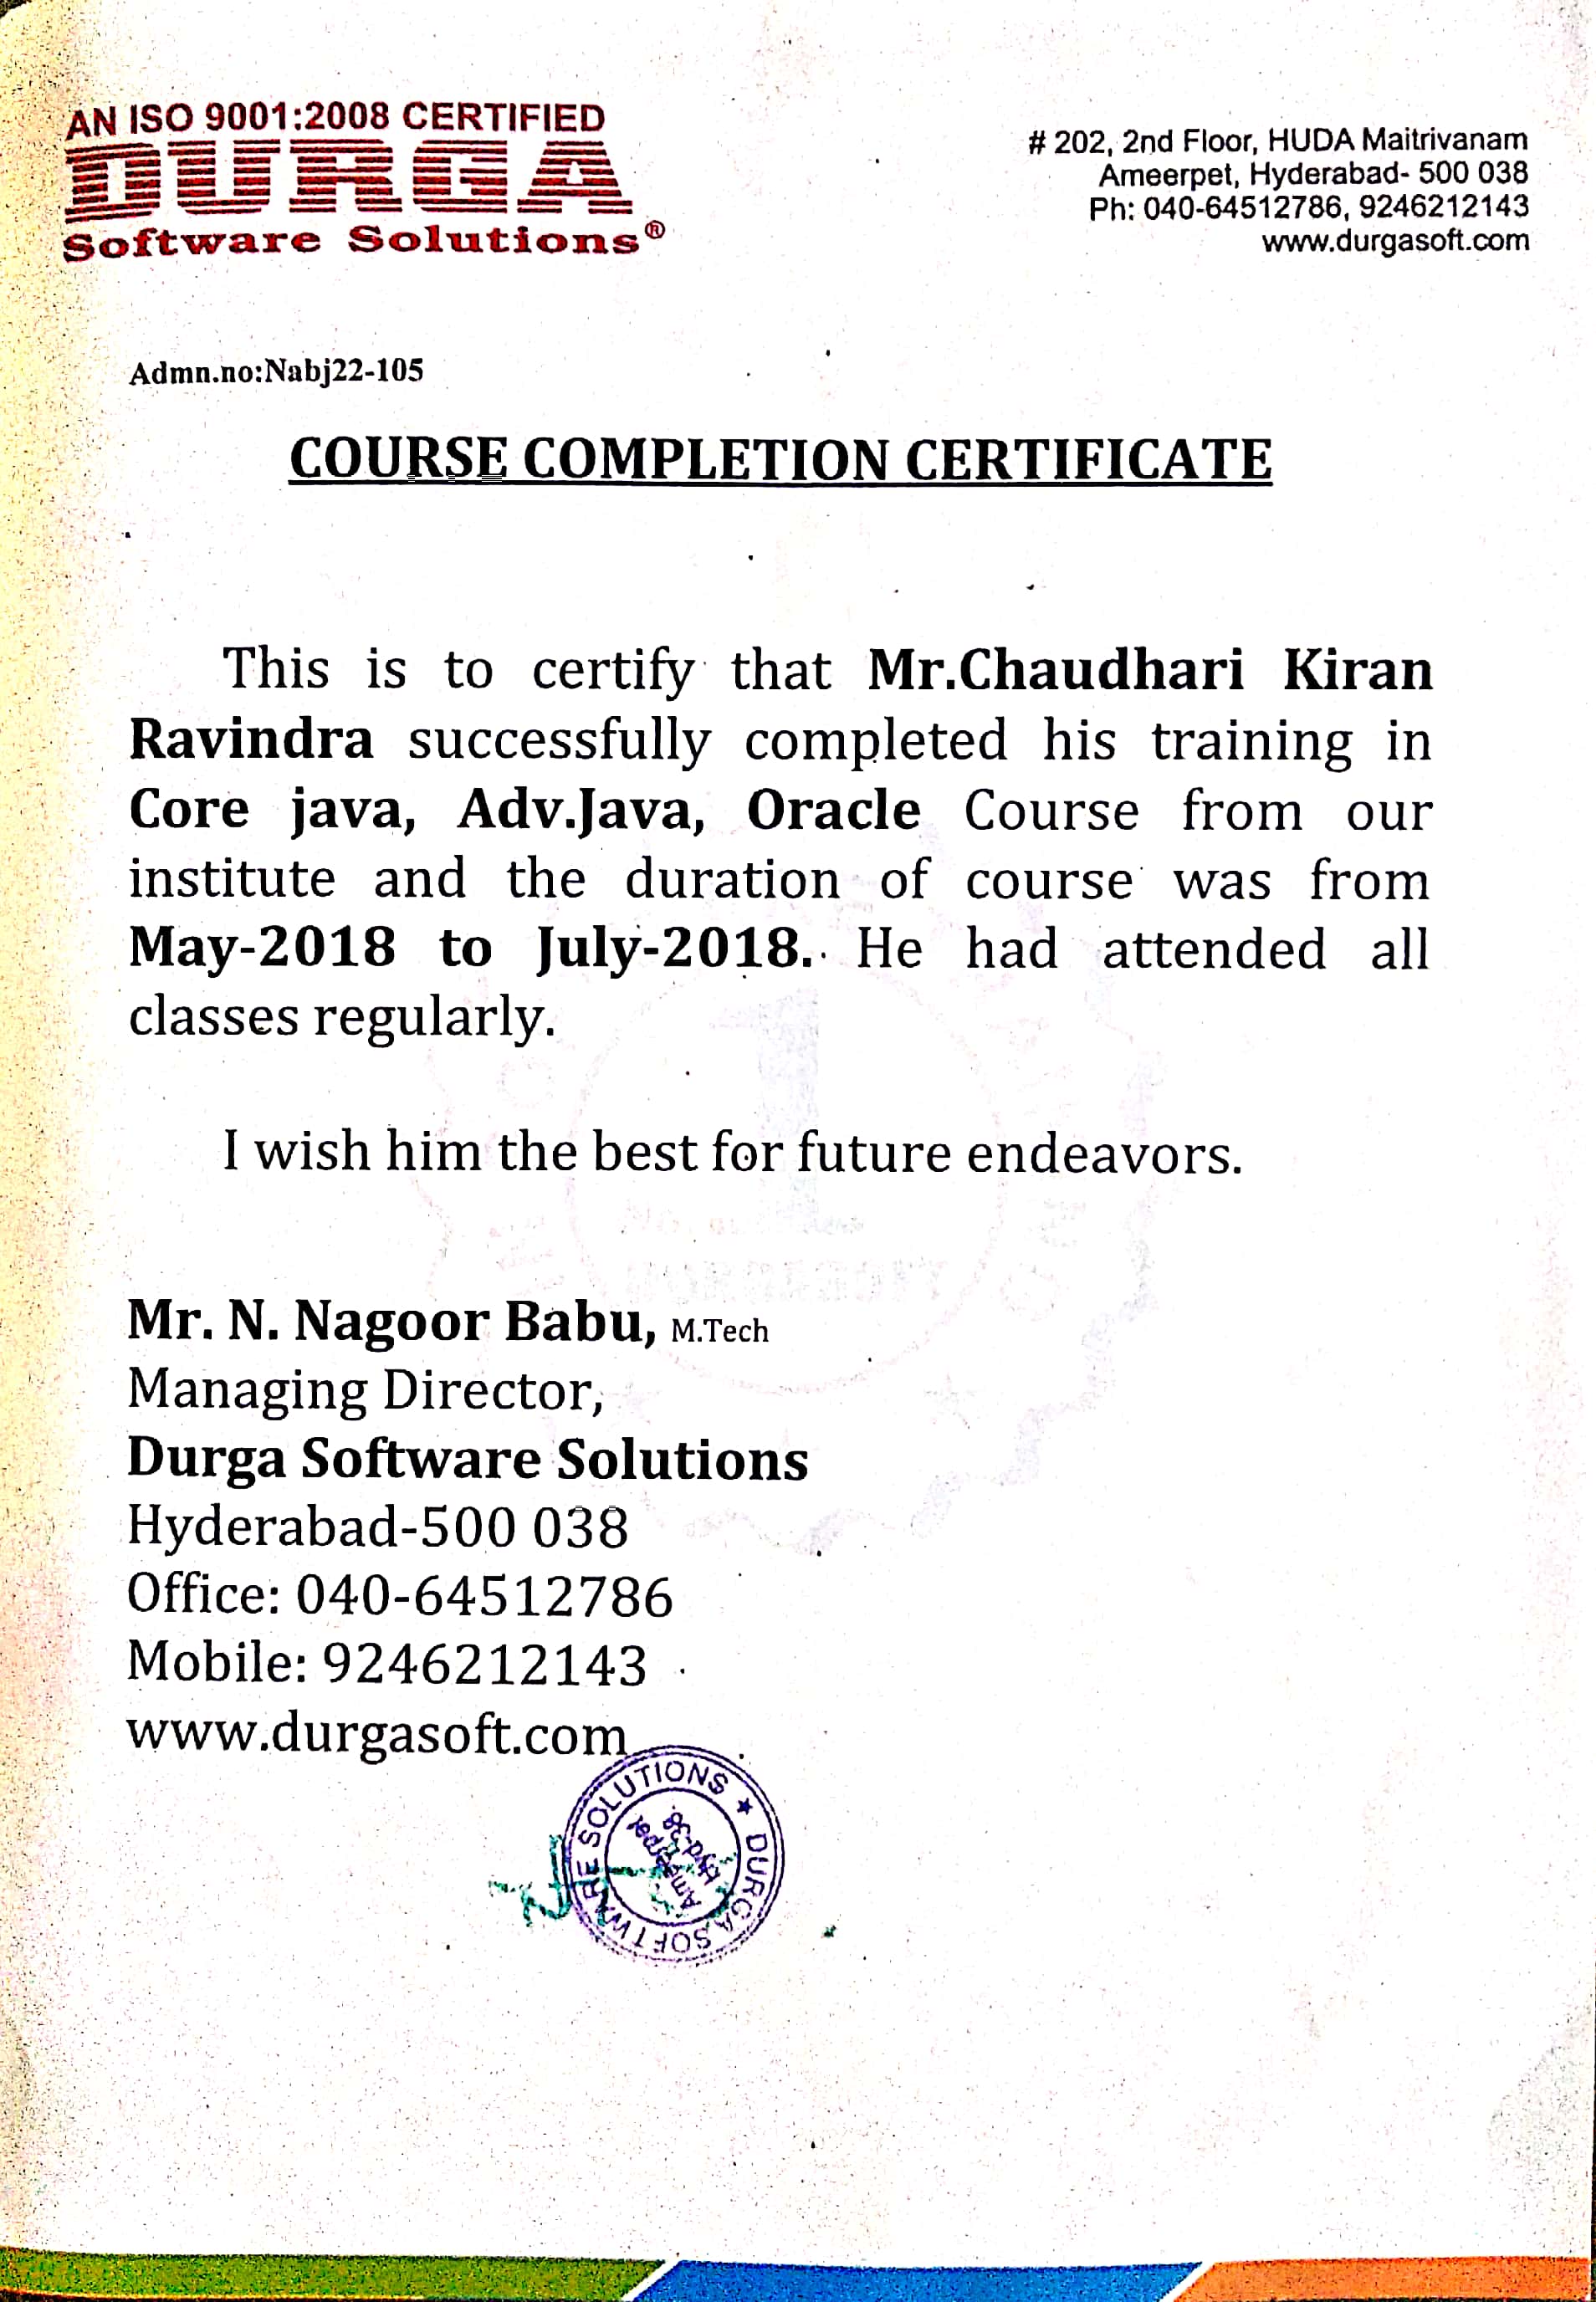 AN ISO 9001:2008 CERTIFIED
DURGA
Software Solutions®
# 202, 2nd Floor, HUDA Maitrivanam
Ameerpet, Hyderabad- 500 038
Ph: 040-64512786, 9246212143
www.durgasoft.com
Admn.no:Nabj22-105
COURSE COMPLETION CERTIFICATE
This is to certify that Mr.Chaudhari Kiran
Ravindra successfully completed his training in
Core java, Adv.Java, Oracle Course from our
institute and the duration of course was from
May-2018 to July-2018. He had attended all
classes regularly.
I wish him the best for future endeavors.
Mr. N. Nagoor Babu, M.Tech
Managing Director,
Durga Software Solutions
Hyderabad-500 038
Office: 040-64512786
Mobile: 9246212143
www.durgasoft.com
DURGA SOFTWARE SOLUTIONS ★
Ameerpet
Hyd-38